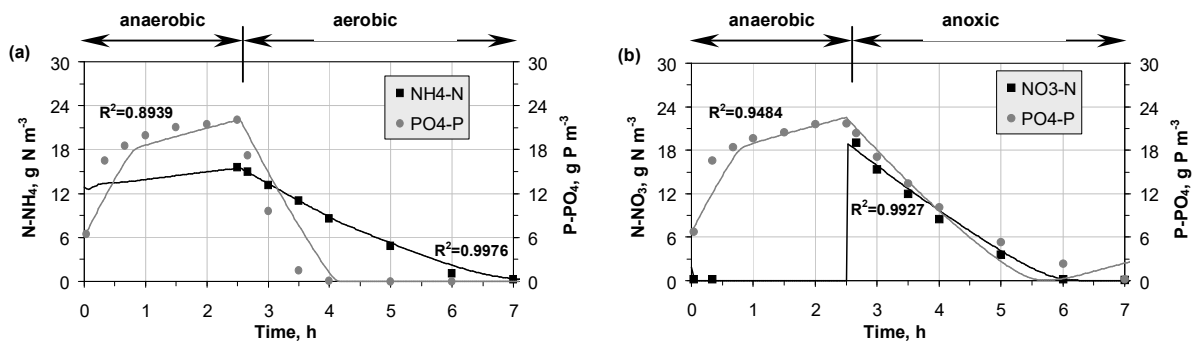 anaerobic aerobic
(a)
30 30
24 24
18 18
12 12
6 6
0 0
N-NH₄, g N m⁻³
P-PO₄, g P m⁻³
R²=0.8939
NH4-N
PO4-P
R²=0.9976
0 1 2 3 4 5 6 7
Time, h
anaerobic anoxic
(b)
30 30
24 24
18 18
12 12
6 6
0 0
N-NO₃, g N m⁻³
P-PO₄, g P m⁻³
R²=0.9484
NO3-N
PO4-P
R²=0.9927
0 1 2 3 4 5 6 7
Time, h